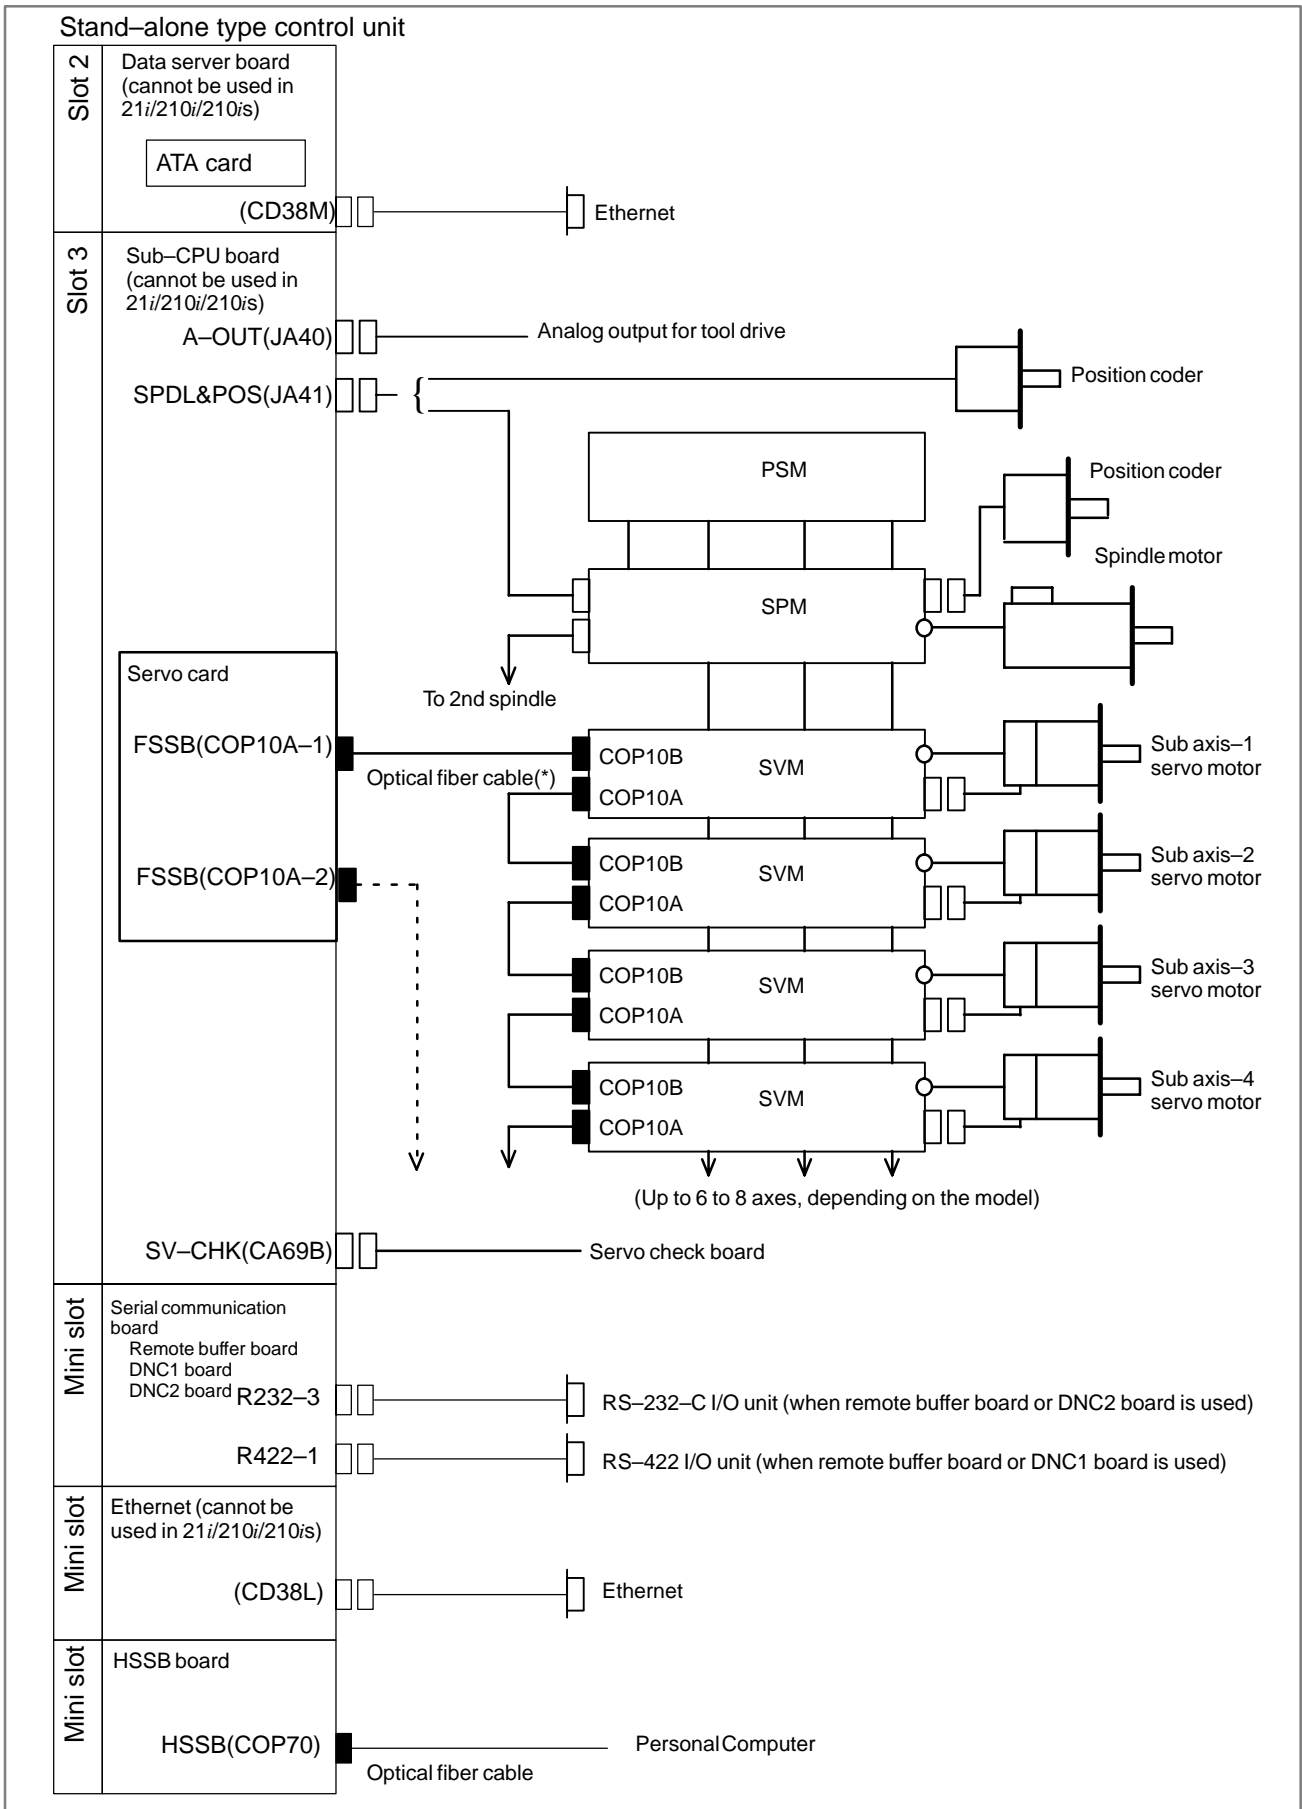 Stand–alone type control unit
Slot 2
Data server board
(cannot be used in
21i/210i/210is)
ATA card
(CD38M)
Ethernet
Slot 3
Sub–CPU board
(cannot be used in
21i/210i/210is)
A–OUT(JA40)
Analog output for tool drive
SPDL&POS(JA41)
{
Position coder
PSM
Position coder
Spindle motor
SPM
To 2nd spindle
Servo card
FSSB(COP10A–1)
Optical fiber cable(*)
COP10B
SVM
COP10A
Sub axis–1
servo motor
FSSB(COP10A–2)
COP10B
SVM
COP10A
Sub axis–2
servo motor
COP10B
SVM
COP10A
Sub axis–3
servo motor
COP10B
SVM
COP10A
Sub axis–4
servo motor
(Up to 6 to 8 axes, depending on the model)
SV–CHK(CA69B)
Servo check board
Mini slot
Serial communication
board
Remote buffer board
DNC1 board
DNC2 board
R232–3
RS–232–C I/O unit (when remote buffer board or DNC2 board is used)
R422–1
RS–422 I/O unit (when remote buffer board or DNC1 board is used)
Mini slot
Ethernet (cannot be
used in 21i/210i/210is)
(CD38L)
Ethernet
Mini slot
HSSB board
HSSB(COP70)
Personal Computer
Optical fiber cable